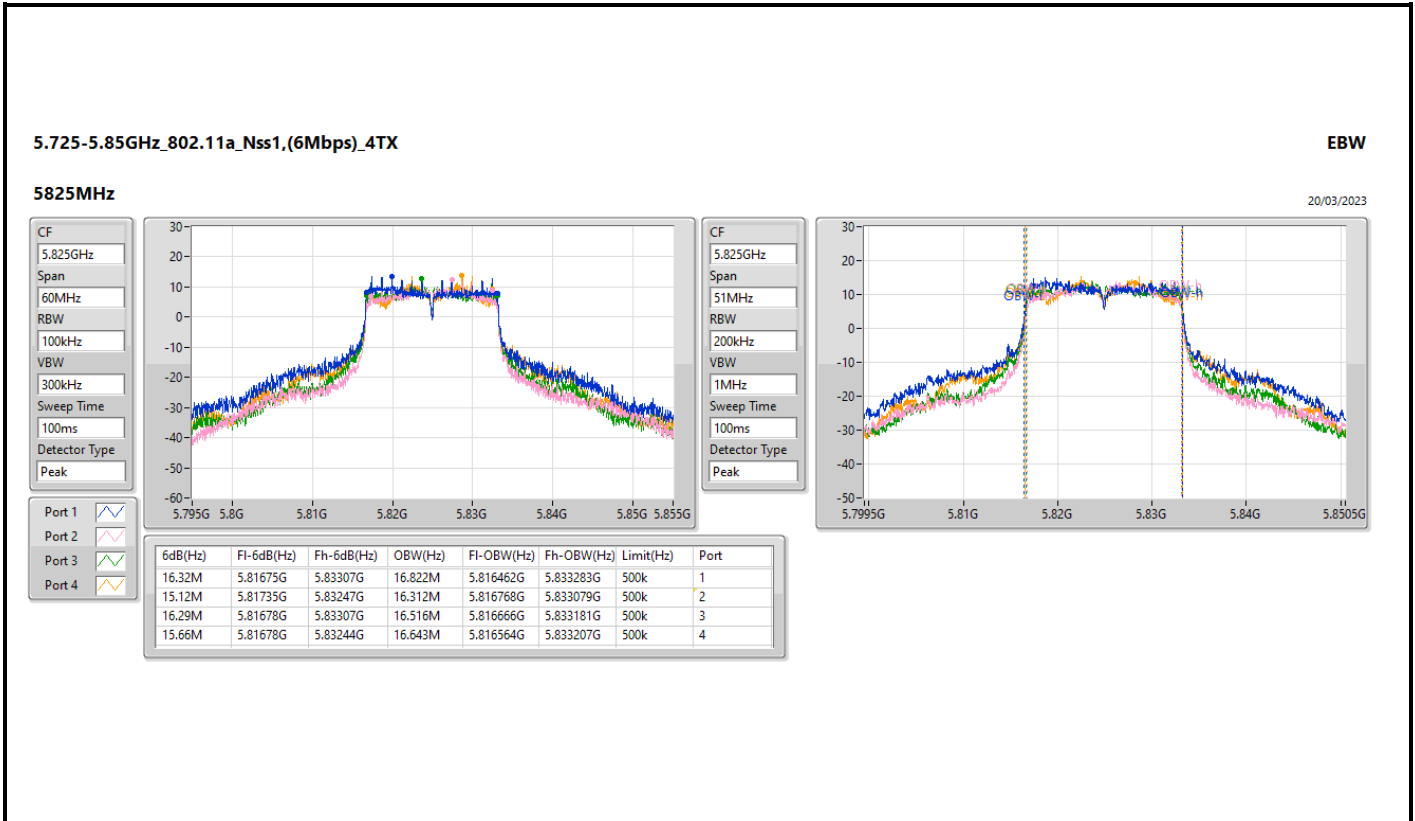 5.725-5.85GHz_802.11a_Nss1,(6Mbps)_4TX
EBW
5825MHz
20/03/2023
CF
5.825GHz
Span
60MHz
RBW
100kHz
VBW
300kHz
Sweep Time
100ms
Detector Type
Peak
30
20
10
0
-10
-20
-30
-40
-50
-60
5.795G 5.8G 5.81G 5.82G 5.83G 5.84G 5.85G 5.855G
CF
5.825GHz
Span
51MHz
RBW
200kHz
VBW
1MHz
Sweep Time
100ms
Detector Type
Peak
30
20
10
0
-10
-20
-30
-40
-50
5.7995G 5.81G 5.82G 5.83G 5.84G 5.8505G
Port 1
Port 2
Port 3
Port 4
6dB(Hz) Fl-6dB(Hz) Fh-6dB(Hz) OBW(Hz) Fl-OBW(Hz) Fh-OBW(Hz) Limit(Hz) Port
16.32M 5.81675G 5.83307G 16.822M 5.816462G 5.833283G 500k 1
15.12M 5.81735G 5.83247G 16.312M 5.816768G 5.833079G 500k 2
16.29M 5.81678G 5.83307G 16.516M 5.816666G 5.833181G 500k 3
15.66M 5.81678G 5.83244G 16.643M 5.816564G 5.833207G 500k 4